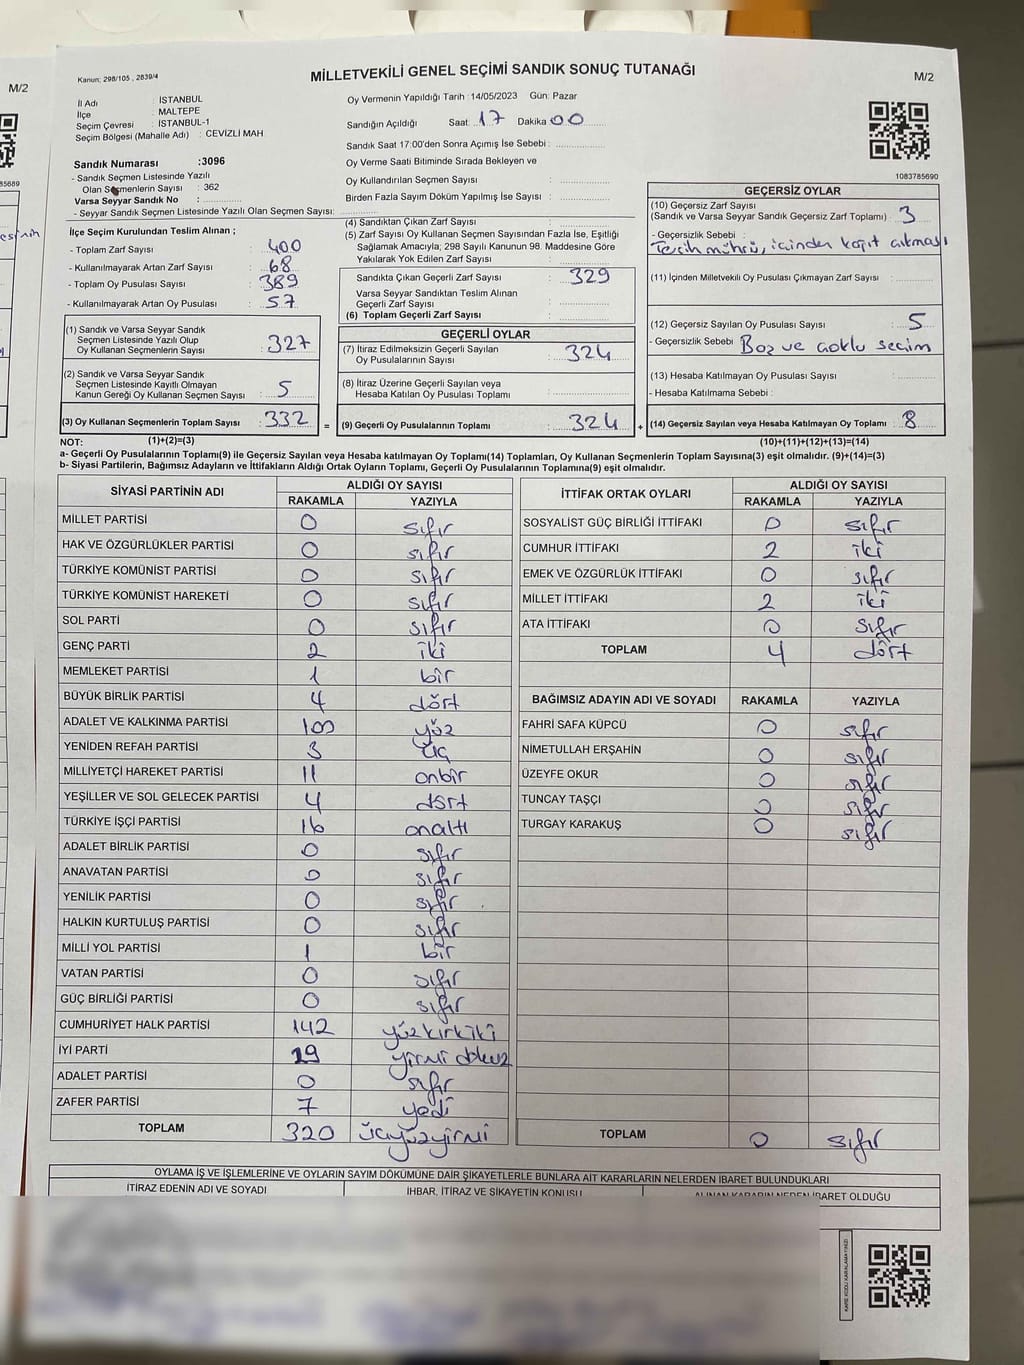 Kanun; 298/105 , 2839/4
MİLLETVEKİLİ GENEL SEÇİMİ SANDIK SONUÇ TUTANAĞI
M/2
M/2
İl Adı : İSTANBUL
İlçe : MALTEPE
Seçim Çevresi : İSTANBUL-1
Seçim Bölgesi (Mahalle Adı) : CEVİZLİ MAH
Sandık Numarası :3096
- Sandık Seçmen Listesinde Yazılı
Olan Seçmenlerin Sayısı : 362
Varsa Seyyar Sandık No :
- Seyyar Sandık Seçmen Listesinde Yazılı Olan Seçmen Sayısı:
Oy Vermenin Yapıldığı Tarih :14/05/2023 Gün: Pazar
Sandığın Açıldığı Saat: 17 Dakika 00
Sandık Saat 17:00'den Sonra Açımış İse Sebebi :
Oy Verme Saati Bitiminde Sırada Bekleyen ve
Oy Kullandırılan Seçmen Sayısı :
Birden Fazla Sayım Döküm Yapılmış İse Sayısı :
1083785690
İlçe Seçim Kurulundan Teslim Alınan ;
- Toplam Zarf Sayısı : 400
- Kullanılmayarak Artan Zarf Sayısı : 68
- Toplam Oy Pusulası Sayısı : 389
- Kullanılmayarak Artan Oy Pusulası : 57
(1) Sandık ve Varsa Seyyar Sandık
Seçmen Listesinde Yazılı Olup
Oy Kullanan Seçmenlerin Sayısı : 327
(2) Sandık ve Varsa Seyyar Sandık
Seçmen Listesinde Kayıtlı Olmayan
Kanun Gereği Oy Kullanan Seçmen Sayısı : 5
(3) Oy Kullanan Seçmenlerin Toplam Sayısı : 332 =
(4) Sandıktan Çıkan Zarf Sayısı :
(5) Zarf Sayısı Oy Kullanan Seçmen Sayısından Fazla İse, Eşitliği
Sağlamak Amacıyla; 298 Sayılı Kanunun 98. Maddesine Göre
Yakılarak Yok Edilen Zarf Sayısı :
Sandıkta Çıkan Geçerli Zarf Sayısı : 329
Varsa Seyyar Sandıktan Teslim Alınan
Geçerli Zarf Sayısı :
(6) Toplam Geçerli Zarf Sayısı :
GEÇERLİ OYLAR
(7) İtiraz Edilmeksizin Geçerli Sayılan
Oy Pusulalarının Sayısı : 324
(8) İtiraz Üzerine Geçerli Sayılan veya
Hesaba Katılan Oy Pusulası Toplamı :
(9) Geçerli Oy Pusulalarının Toplamı : 324 +
GEÇERSİZ OYLAR
(10) Geçersiz Zarf Sayısı
(Sandık ve Varsa Seyyar Sandık Geçersiz Zarf Toplamı) : 3
- Geçersizlik Sebebi :
Tercih mührü, içinden kağıt çıkması
(11) İçinden Milletvekili Oy Pusulası Çıkmayan Zarf Sayısı :
(12) Geçersiz Sayılan Oy Pusulası Sayısı : 5
- Geçersizlik Sebebi : Boş ve çoklu seçim
(13) Hesaba Katılmayan Oy Pusulası Sayısı :
- Hesaba Katılmama Sebebi :
(14) Geçersiz Sayılan veya Hesaba Katılmayan Oy Toplamı : 8
NOT: (1)+(2)=(3) (10)+(11)+(12)+(13)=(14)
a- Geçerli Oy Pusulalarının Toplamı(9) ile Geçersiz Sayılan veya Hesaba katılmayan Oy Toplamı(14) Toplamları, Oy Kullanan Seçmenlerin Toplam Sayısına(3) eşit olmalıdır. (9)+(14)=(3)
b- Siyasi Partilerin, Bağımsız Adayların ve İttifakların Aldığı Ortak Oyların Toplamı, Geçerli Oy Pusulalarının Toplamına(9) eşit olmalıdır.
SİYASİ PARTİNİN ADI ALDIĞI OY SAYISI
RAKAMLA YAZIYLA
MİLLET PARTİSİ 0 sıfır
HAK VE ÖZGÜRLÜKLER PARTİSİ 0 sıfır
TÜRKİYE KOMÜNİST PARTİSİ 0 sıfır
TÜRKİYE KOMÜNİST HAREKETİ 0 sıfır
SOL PARTİ 0 sıfır
GENÇ PARTİ 2 iki
MEMLEKET PARTİSİ 1 bir
BÜYÜK BİRLİK PARTİSİ 4 dört
ADALET VE KALKINMA PARTİSİ 100 yüz
YENİDEN REFAH PARTİSİ 3 üç
MİLLİYETÇİ HAREKET PARTİSİ 11 onbir
YEŞİLLER VE SOL GELECEK PARTİSİ 4 dört
TÜRKİYE İŞÇİ PARTİSİ 16 onaltı
ADALET BİRLİK PARTİSİ 0 sıfır
ANAVATAN PARTİSİ 0 sıfır
YENİLİK PARTİSİ 0 sıfır
HALKIN KURTULUŞ PARTİSİ 0 sıfır
MİLLİ YOL PARTİSİ 1 bir
VATAN PARTİSİ 0 sıfır
GÜÇ BİRLİĞİ PARTİSİ 0 sıfır
CUMHURİYET HALK PARTİSİ 142 yüzkırkiki
İYİ PARTİ 29 yirmi dokuz
ADALET PARTİSİ 0 sıfır
ZAFER PARTİSİ 7 yedi
TOPLAM 320 üçyüzyirmi
İTTİFAK ORTAK OYLARI ALDIĞI OY SAYISI
RAKAMLA YAZIYLA
SOSYALİST GÜÇ BİRLİĞİ İTTİFAKI 0 sıfır
CUMHUR İTTİFAKI 2 iki
EMEK VE ÖZGÜRLÜK İTTİFAKI 0 sıfır
MİLLET İTTİFAKI 2 iki
ATA İTTİFAKI 0 sıfır
TOPLAM 4 dört
BAĞIMSIZ ADAYIN ADI VE SOYADI RAKAMLA YAZIYLA
FAHRİ SAFA KÜPCÜ 0 sıfır
NİMETULLAH ERŞAHİN 0 sıfır
ÜZEYFE OKUR 0 sıfır
TUNCAY TAŞÇI 0 sıfır
TURGAY KARAKUŞ 0 sıfır
TOPLAM 0 sıfır
OYLAMA İŞ VE İŞLEMLERİNE VE OYLARIN SAYIM DÖKÜMÜNE DAİR ŞİKAYETLERLE BUNLARA AİT KARARLARIN NELERDEN İBARET BULUNDUKLARI
İTİRAZ EDENİN ADI VE SOYADI İHBAR, İTİRAZ VE ŞİKAYETİN KONUSU ALINAN KARARIN NEDEN İBARET OLDUĞU
KARE KODU KARALAMAYINIZ!